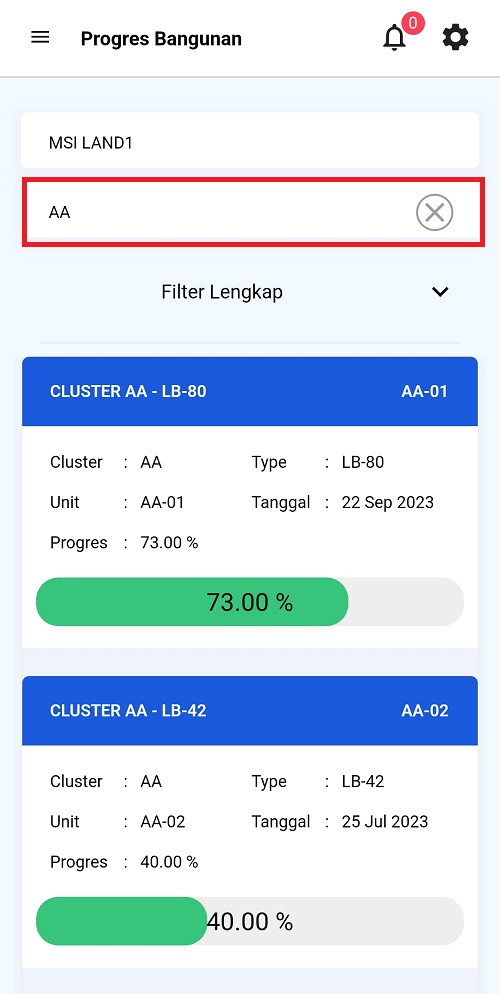 Progres Bangunan 0
MSI LAND1
AA
Filter Lengkap
CLUSTER AA - LB-80 AA-01
Cluster : AA Type : LB-80
Unit : AA-01 Tanggal : 22 Sep 2023
Progres : 73.00 %
73.00 %
CLUSTER AA - LB-42 AA-02
Cluster : AA Type : LB-42
Unit : AA-02 Tanggal : 25 Jul 2023
Progres : 40.00 %
40.00 %